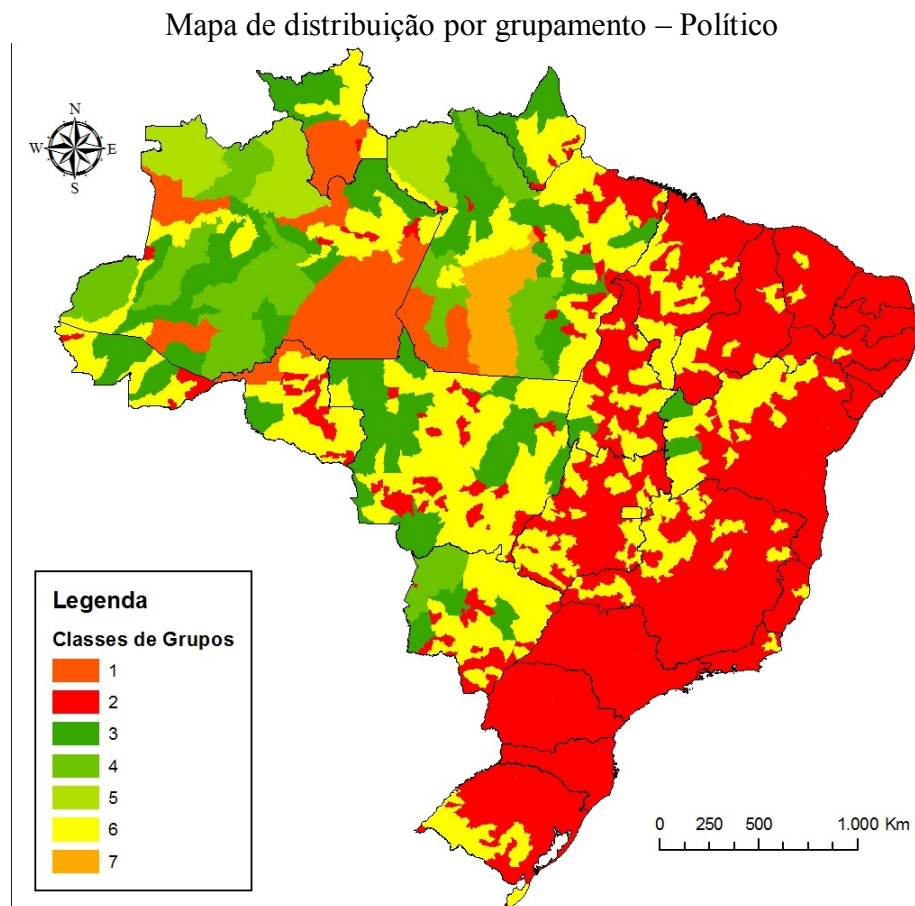 Mapa de distribuição por grupamento – Político
N
W E
S
Legenda
Classes de Grupos
1
2
3
4
5
6
7
0 250 500 1.000 Km